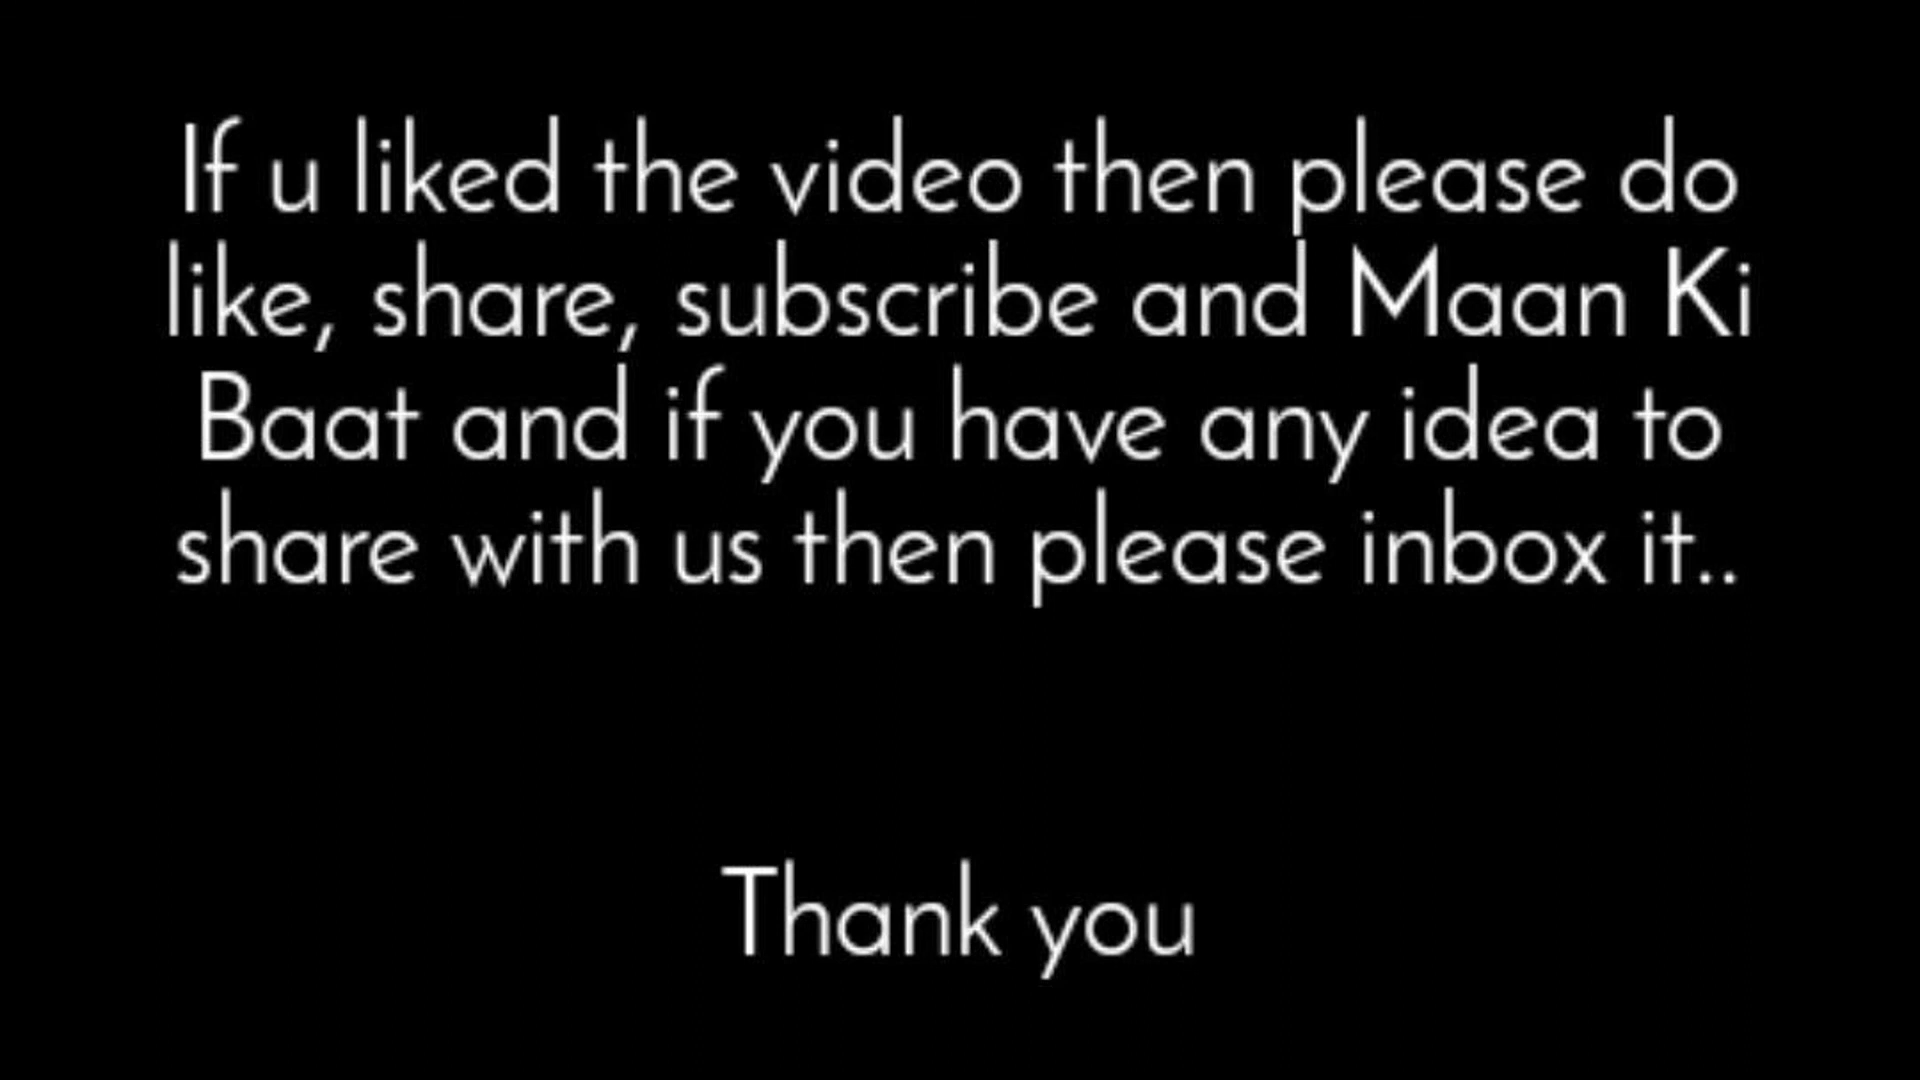 If u liked the video then please do
like, share, subscribe and Maan Ki
Baat and if you have any idea to
share with us then please inbox it..
Thank you